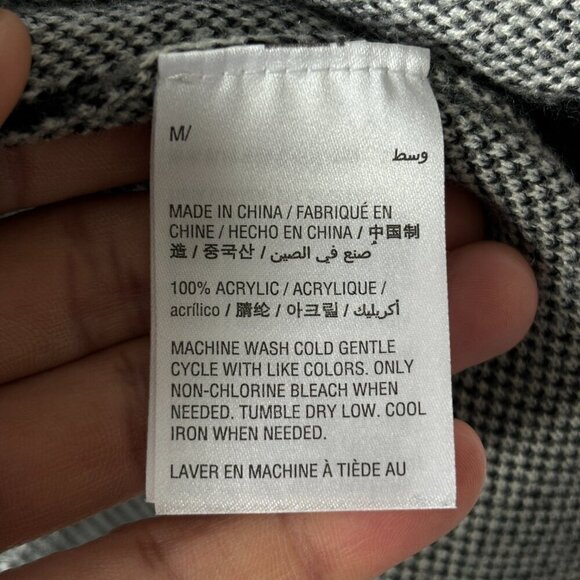 M/
وسط
MADE IN CHINA / FABRIQUÉ EN
CHINE / HECHO EN CHINA / 中国制
造 / 중국산 / صُنع في الصين
100% ACRYLIC / ACRYLIQUE /
acrílico / 腈纶 / 아크릴 / أكريليك
MACHINE WASH COLD GENTLE
CYCLE WITH LIKE COLORS. ONLY
NON-CHLORINE BLEACH WHEN
NEEDED. TUMBLE DRY LOW. COOL
IRON WHEN NEEDED.
LAVER EN MACHINE À TIÈDE AU